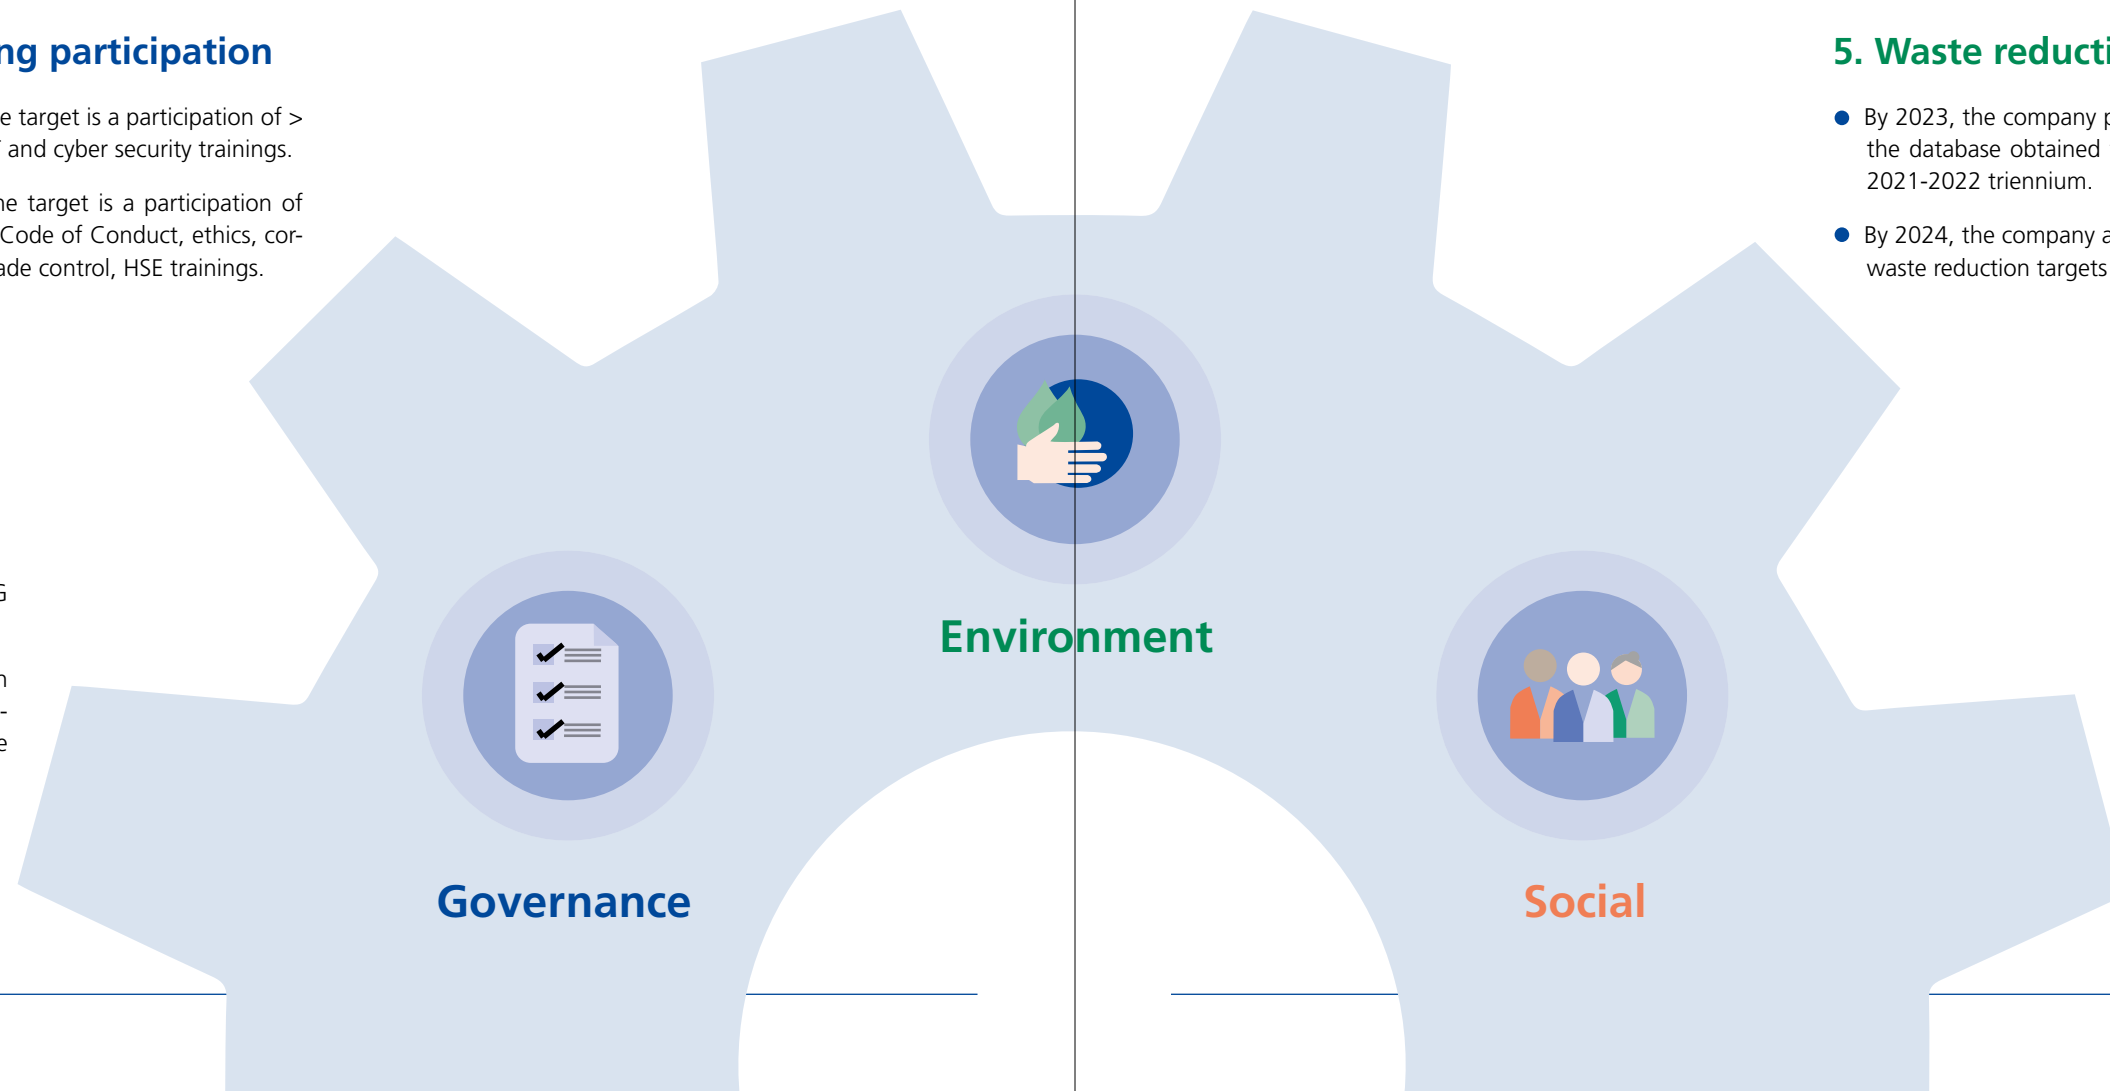 ng participation
e target is a participation of >
and cyber security trainings.
ne target is a participation of
Code of Conduct, ethics, cor-
ade control, HSE trainings.
G
n
-
e
Environment
Governance
Social
5. Waste reducti
● By 2023, the company p
the database obtained
2021-2022 triennium.
● By 2024, the company a
waste reduction targets